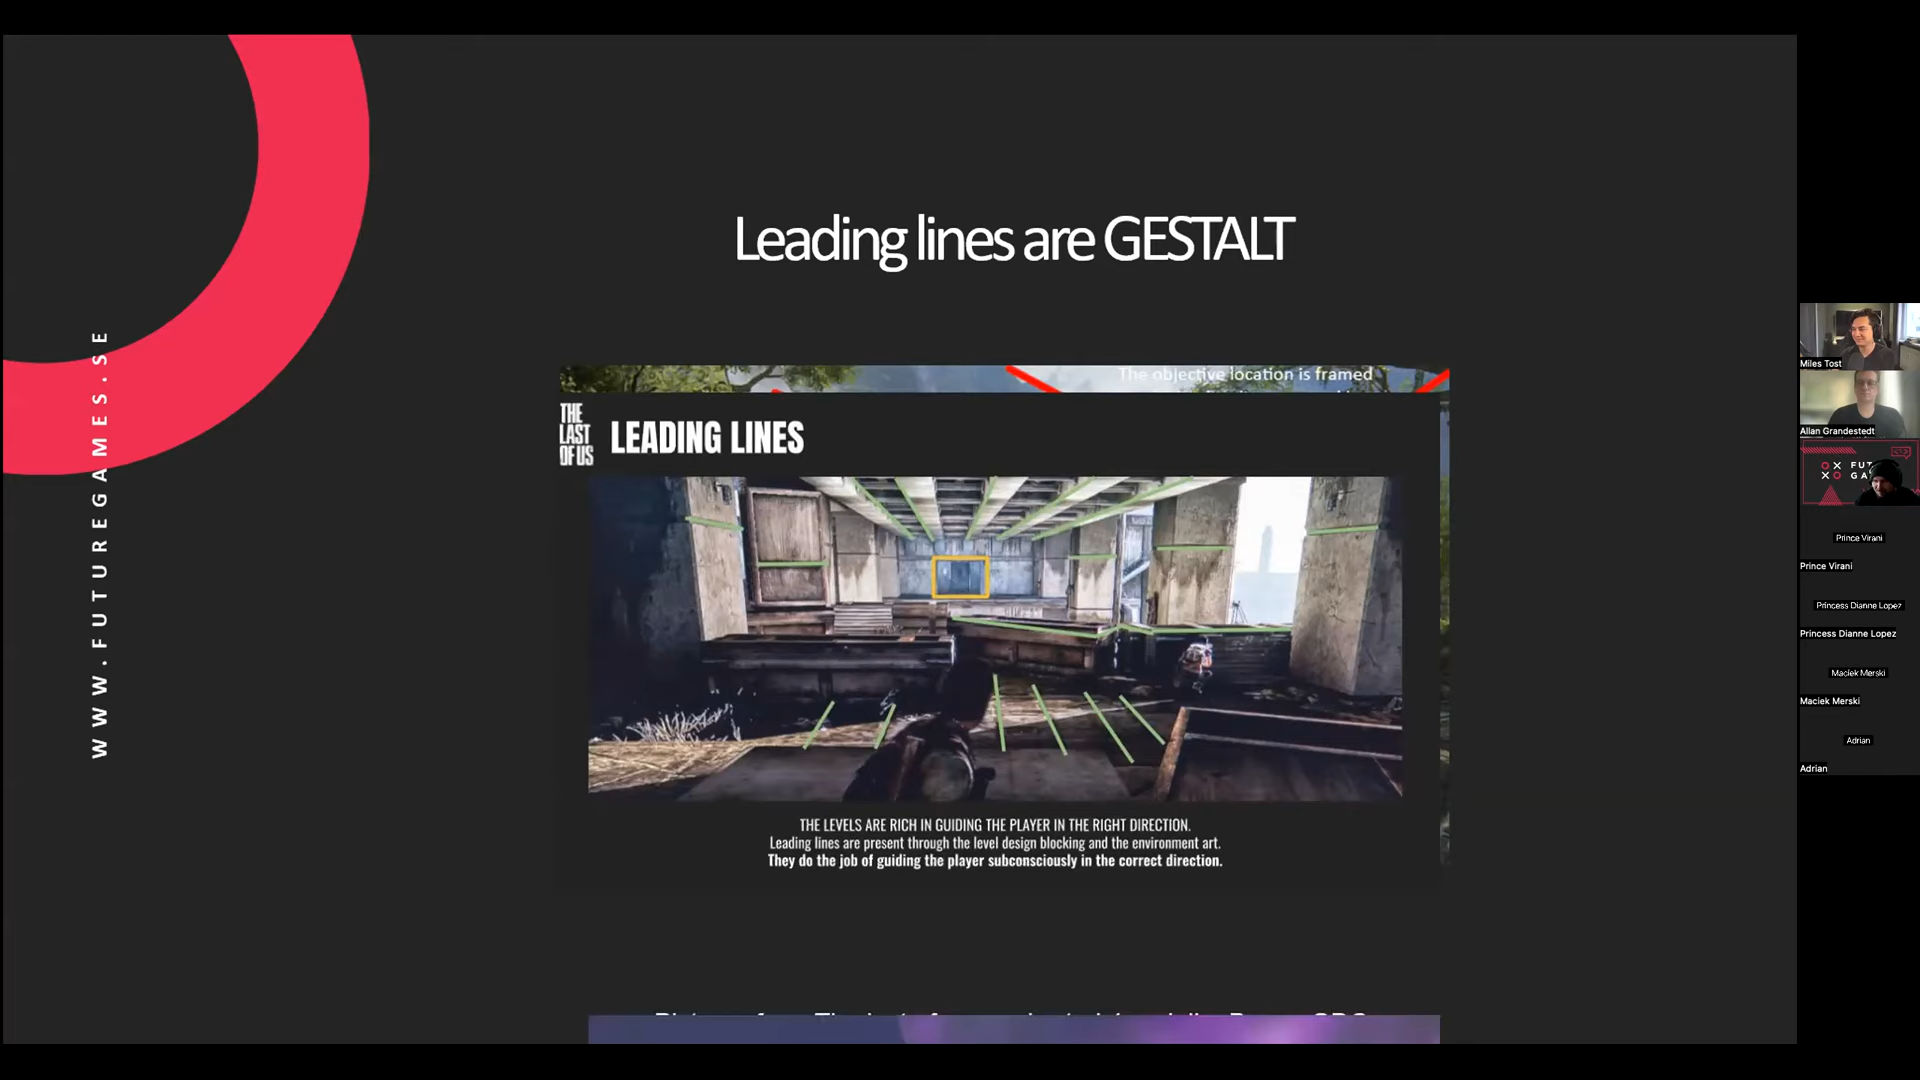 Leading lines are GESTALT
WWW.FUTUREGAMES.SE
The objective location is framed
THE
LAST
OF US
LEADING LINES
THE LEVELS ARE RICH IN GUIDING THE PLAYER IN THE RIGHT DIRECTION.
Leading lines are present through the level design blocking and the environment art.
They do the job of guiding the player subconsciously in the correct direction.
Miles Tost
Allan Grandestedt
Prince Virani
Prince Virani
Princess Dianne Lopez
Princess Dianne Lopez
Maciek Merski
Maciek Merski
Adrian
Adrian